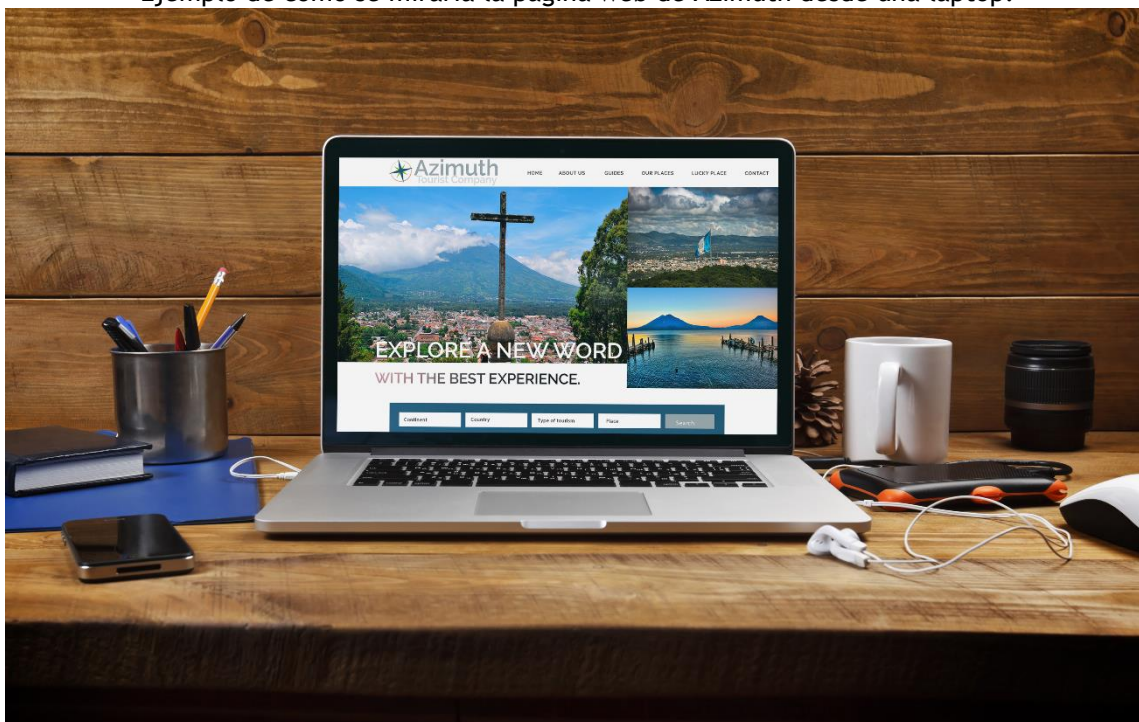 Ejemplo de cómo se miraría la página web de Azimuth desde una laptop.
Azimuth
Tourist Company
HOME ABOUT US GUIDES OUR PLACES LUCKY PLACE CONTACT
EXPLORE A NEW WORD
WITH THE BEST EXPERIENCE.
Continent Country Type of tourism Place Search